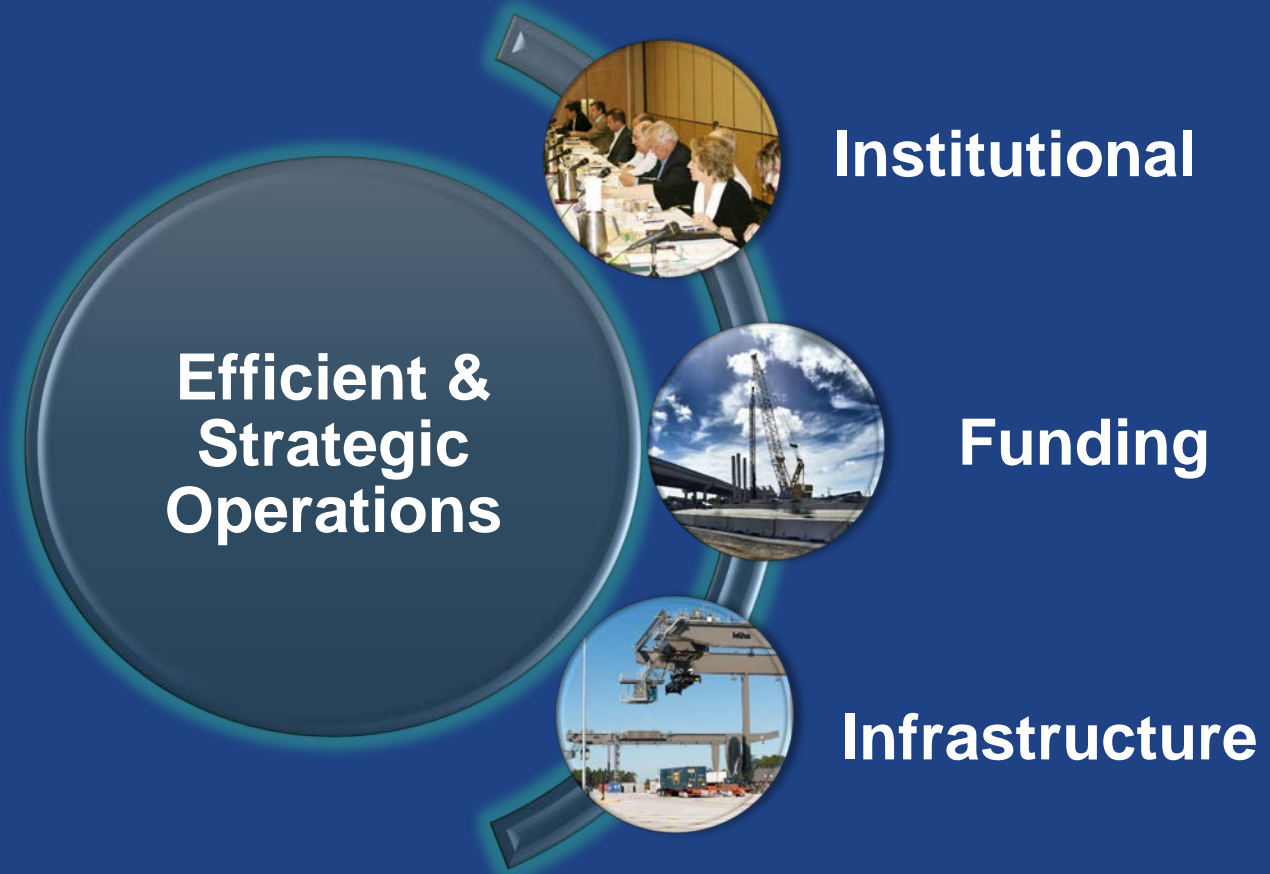 Institutional
Efficient &
Strategic
Operations
Funding
Infrastructure